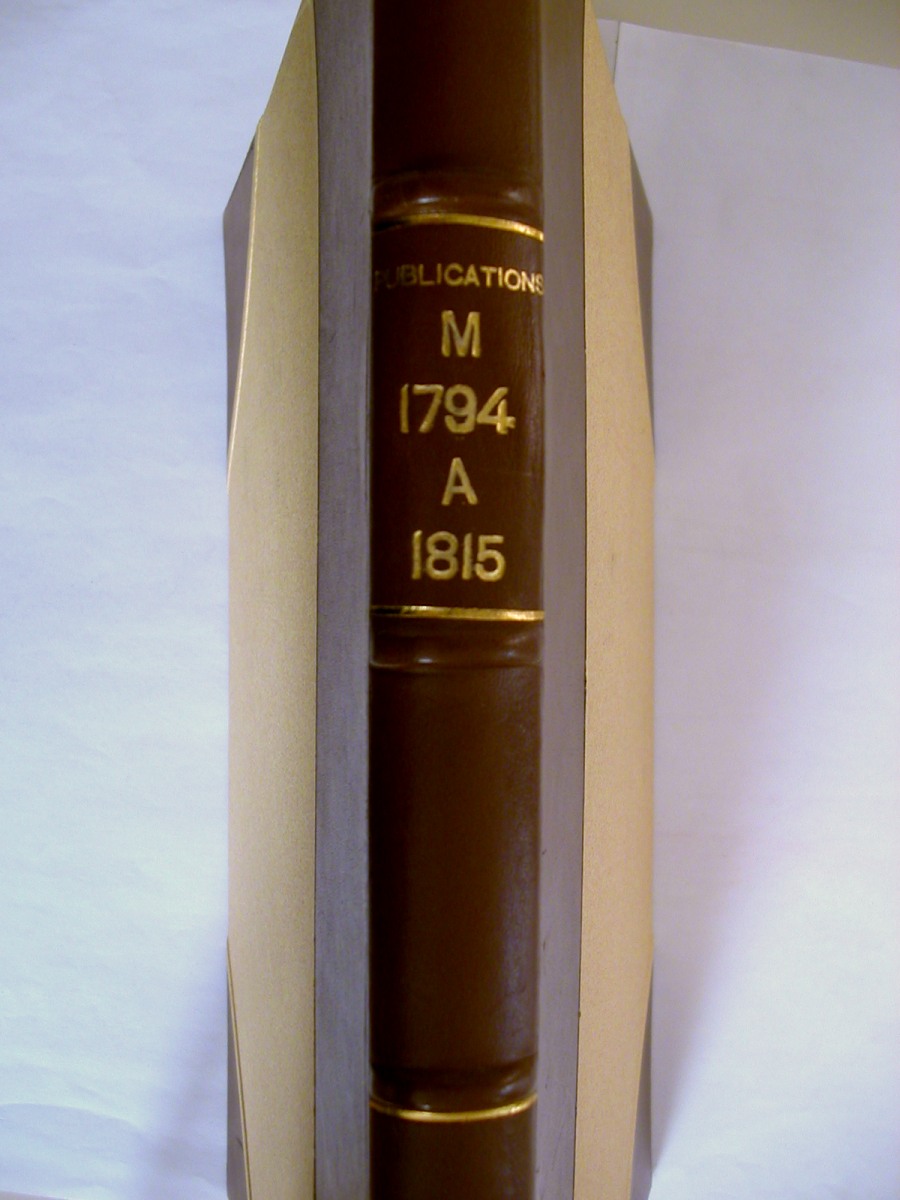 PUBLICATIONS
M
1794
A
1815